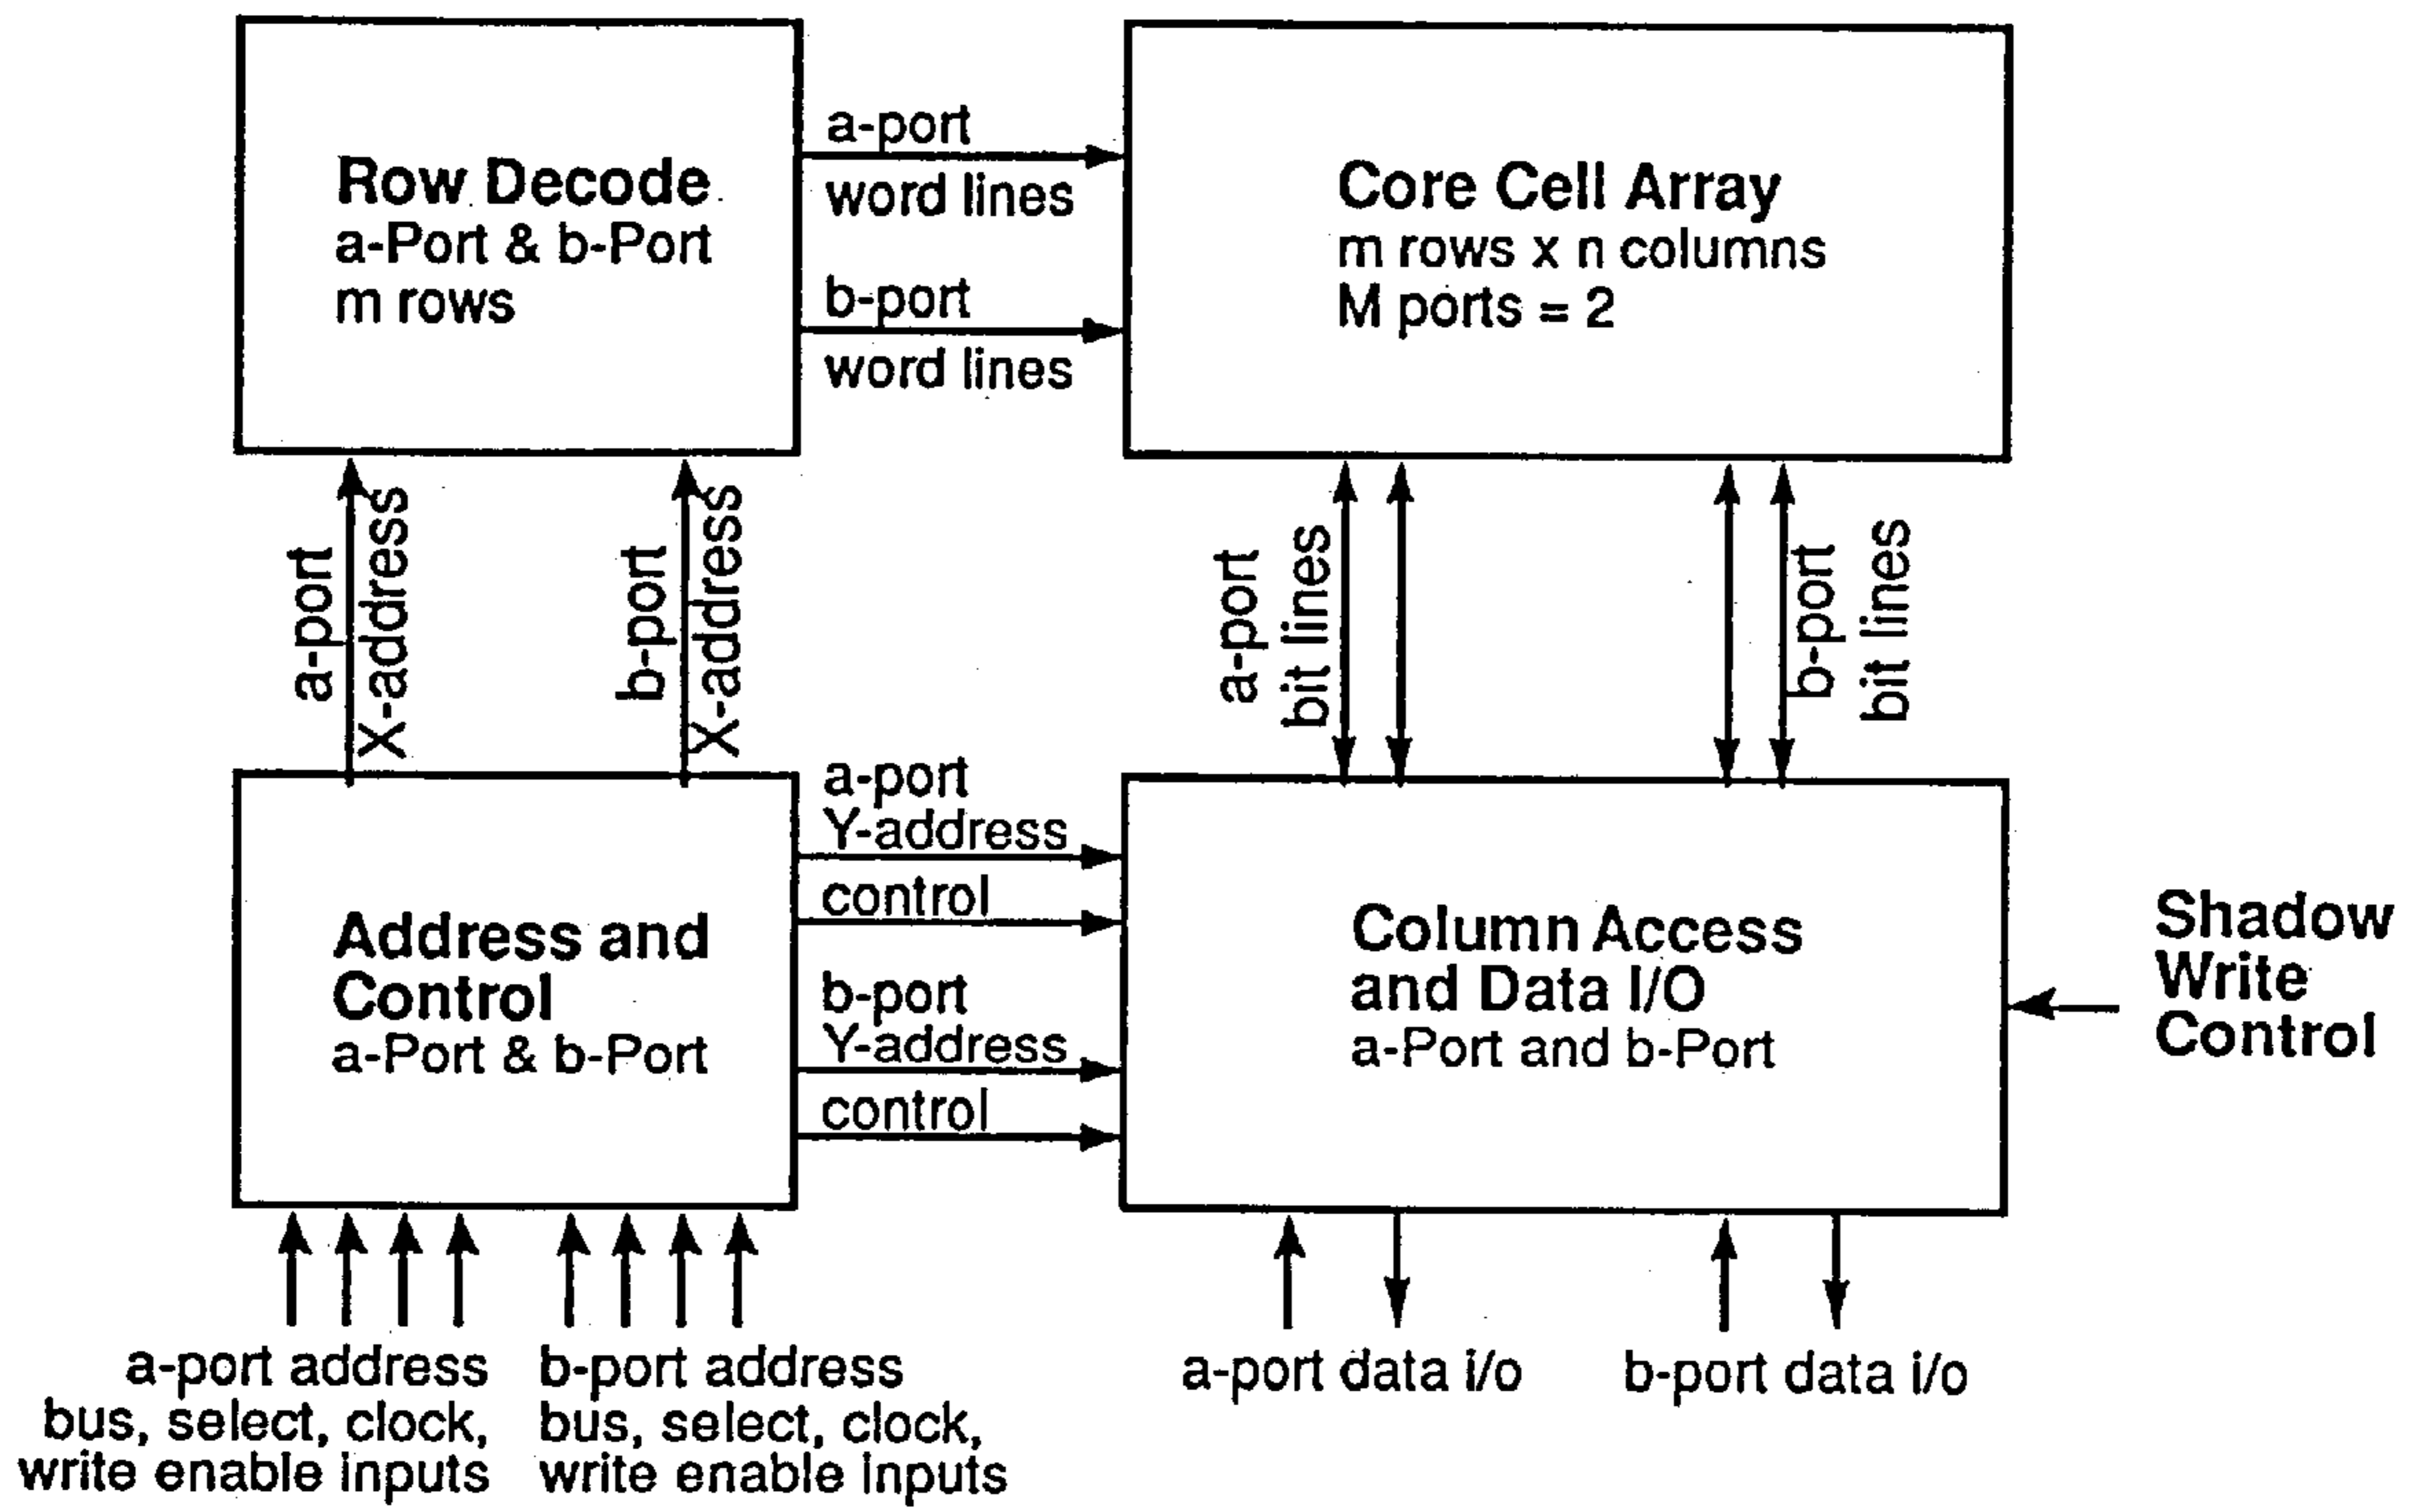 Row Decode
a-Port & b-Port
m rows
a-port
word lines
b-port
word lines
Core Cell Array
m rows x n columns
M ports = 2
a-port
X-address
b-port
X-address
a-port
bit lines
b-port
bit lines
Address and
Control
a-Port & b-Port
a-port
Y-address
control
b-port
Y-address
control
Column Access
and Data I/O
a-Port and b-Port
Shadow
Write
Control
a-port address
bus, select, clock,
write enable inputs
b-port address
bus, select, clock,
write enable inputs
a-port data i/o
b-port data i/o